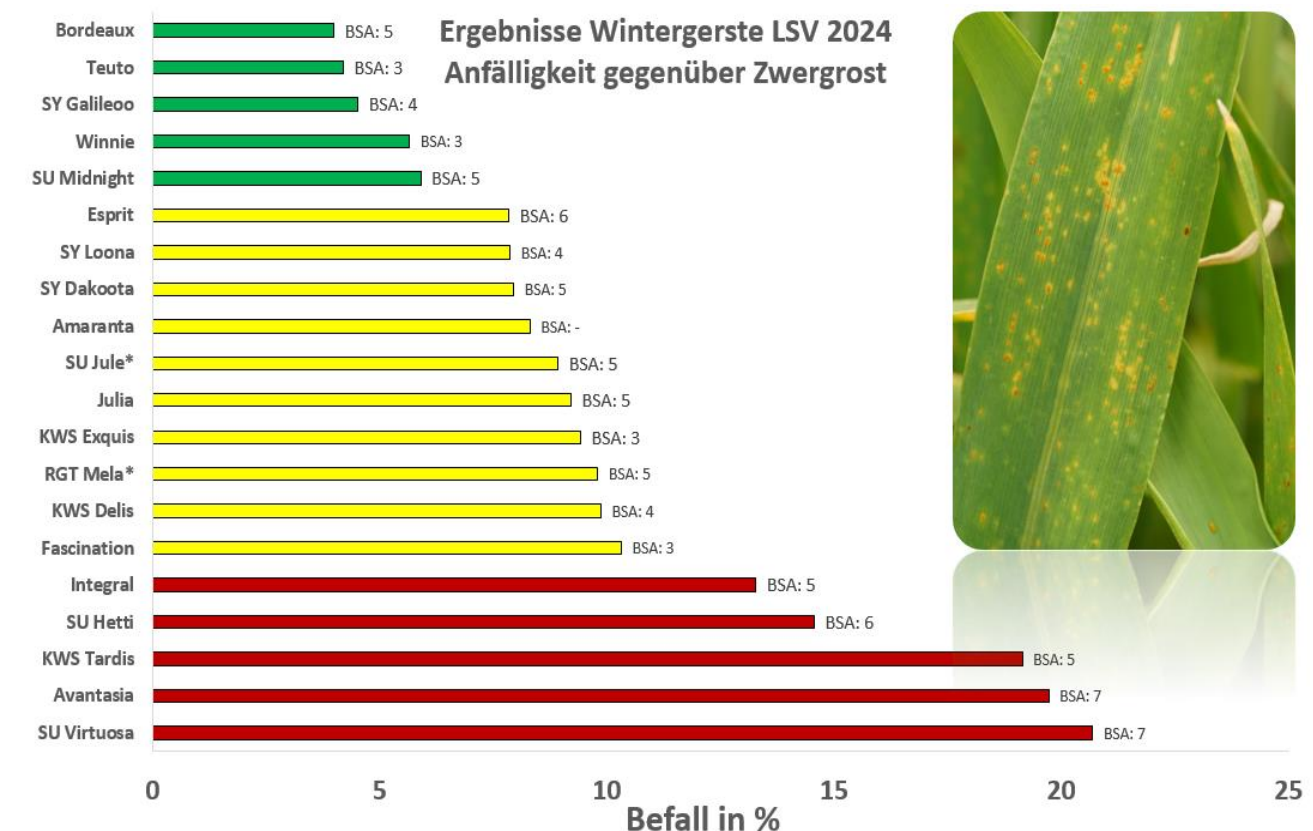 Ergebnisse Wintergerste LSV 2024
Anfälligkeit gegenüber Zwergrost
Bordeaux BSA: 5
Teuto BSA: 3
SY Galileoo BSA: 4
Winnie BSA: 3
SU Midnight BSA: 5
Esprit BSA: 6
SY Loona BSA: 4
SY Dakoota BSA: 5
Amaranta BSA: -
SU Jule* BSA: 5
Julia BSA: 5
KWS Exquis BSA: 3
RGT Mela* BSA: 5
KWS Delis BSA: 4
Fascination BSA: 3
Integral BSA: 5
SU Hetti BSA: 6
KWS Tardis BSA: 5
Avantasia BSA: 7
SU Virtuosa BSA: 7
0 5 10 15 20 25
Befall in %